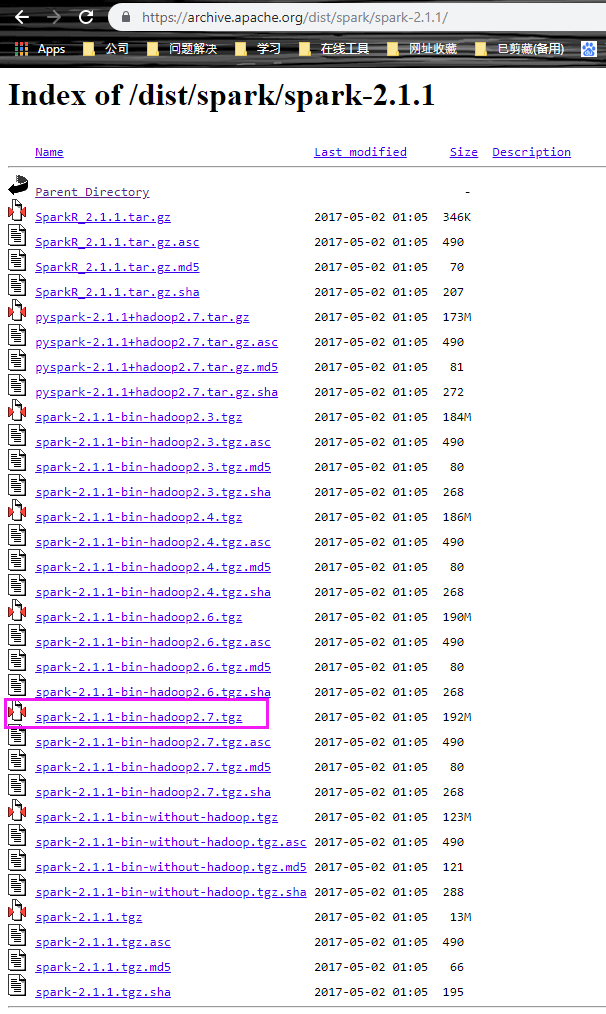 https://archive.apache.org/dist/spark/spark-2.1.1/
Apps 公司 问题解决 学习 在线工具 网址收藏 已剪藏(备用)
Index of /dist/spark/spark-2.1.1
Name Last modified Size Description
Parent Directory -
SparkR_2.1.1.tar.gz 2017-05-02 01:05 346K
SparkR_2.1.1.tar.gz.asc 2017-05-02 01:05 490
SparkR_2.1.1.tar.gz.md5 2017-05-02 01:05 70
SparkR_2.1.1.tar.gz.sha 2017-05-02 01:05 207
pyspark-2.1.1+hadoop2.7.tar.gz 2017-05-02 01:05 173M
pyspark-2.1.1+hadoop2.7.tar.gz.asc 2017-05-02 01:05 490
pyspark-2.1.1+hadoop2.7.tar.gz.md5 2017-05-02 01:05 81
pyspark-2.1.1+hadoop2.7.tar.gz.sha 2017-05-02 01:05 272
spark-2.1.1-bin-hadoop2.3.tgz 2017-05-02 01:05 184M
spark-2.1.1-bin-hadoop2.3.tgz.asc 2017-05-02 01:05 490
spark-2.1.1-bin-hadoop2.3.tgz.md5 2017-05-02 01:05 80
spark-2.1.1-bin-hadoop2.3.tgz.sha 2017-05-02 01:05 268
spark-2.1.1-bin-hadoop2.4.tgz 2017-05-02 01:05 186M
spark-2.1.1-bin-hadoop2.4.tgz.asc 2017-05-02 01:05 490
spark-2.1.1-bin-hadoop2.4.tgz.md5 2017-05-02 01:05 80
spark-2.1.1-bin-hadoop2.4.tgz.sha 2017-05-02 01:05 268
spark-2.1.1-bin-hadoop2.6.tgz 2017-05-02 01:05 190M
spark-2.1.1-bin-hadoop2.6.tgz.asc 2017-05-02 01:05 490
spark-2.1.1-bin-hadoop2.6.tgz.md5 2017-05-02 01:05 80
spark-2.1.1-bin-hadoop2.6.tgz.sha 2017-05-02 01:05 268
spark-2.1.1-bin-hadoop2.7.tgz 2017-05-02 01:05 192M
spark-2.1.1-bin-hadoop2.7.tgz.asc 2017-05-02 01:05 490
spark-2.1.1-bin-hadoop2.7.tgz.md5 2017-05-02 01:05 80
spark-2.1.1-bin-hadoop2.7.tgz.sha 2017-05-02 01:05 268
spark-2.1.1-bin-without-hadoop.tgz 2017-05-02 01:05 123M
spark-2.1.1-bin-without-hadoop.tgz.asc 2017-05-02 01:05 490
spark-2.1.1-bin-without-hadoop.tgz.md5 2017-05-02 01:05 121
spark-2.1.1-bin-without-hadoop.tgz.sha 2017-05-02 01:05 288
spark-2.1.1.tgz 2017-05-02 01:05 13M
spark-2.1.1.tgz.asc 2017-05-02 01:05 490
spark-2.1.1.tgz.md5 2017-05-02 01:05 66
spark-2.1.1.tgz.sha 2017-05-02 01:05 195